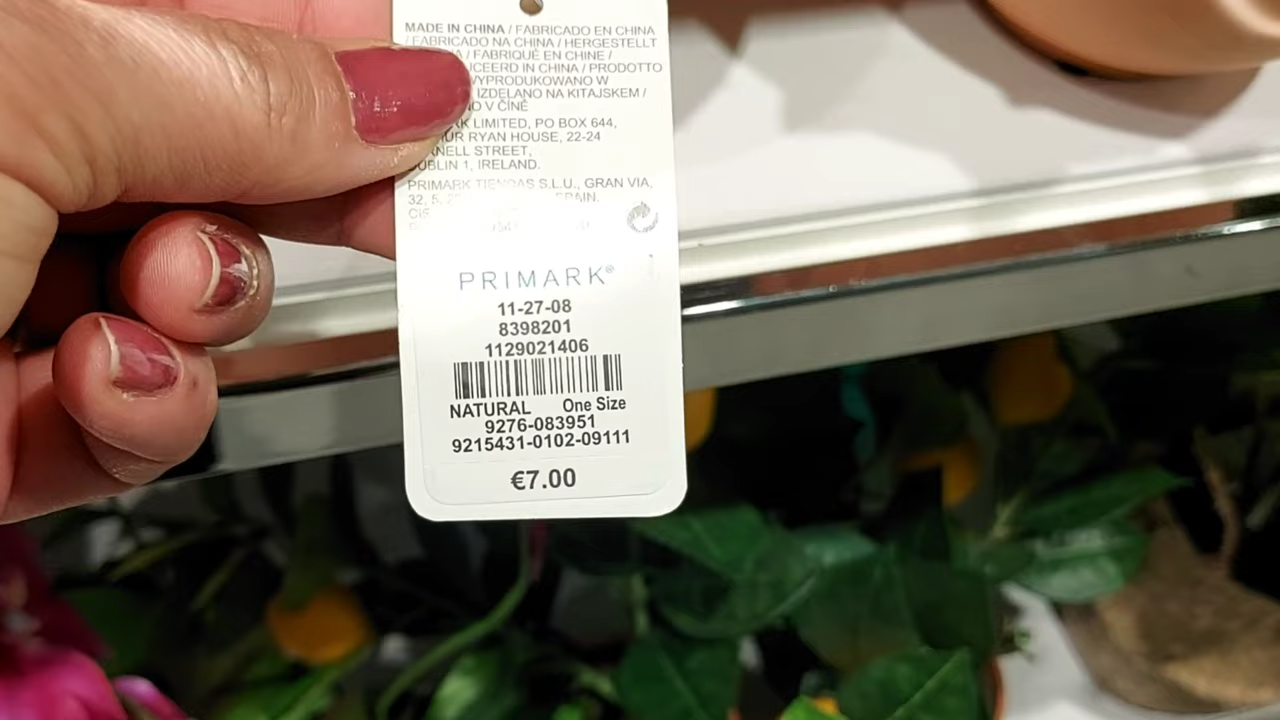 MADE IN CHINA / FABRICADO EN CHINA
/ FABRICADO NA CHINA / HERGESTELLT
/ FABRIQUÉ EN CHINE /
IN CHINA / PRODOTTO
WYPRODUKOWANO W
IZDELANO NA KITAJSKEM /
V ČÍNĚ
LIMITED, PO BOX 644,
RYAN HOUSE, 22-24
STREET,
DUBLIN 1, IRELAND.
PRIMARK TIENDAS S.L.U., GRAN VIA,
32, 5,
PRIMARK®
11-27-08
8398201
1129021406
NATURAL One Size
9276-083951
9215431-0102-09111
€7.00